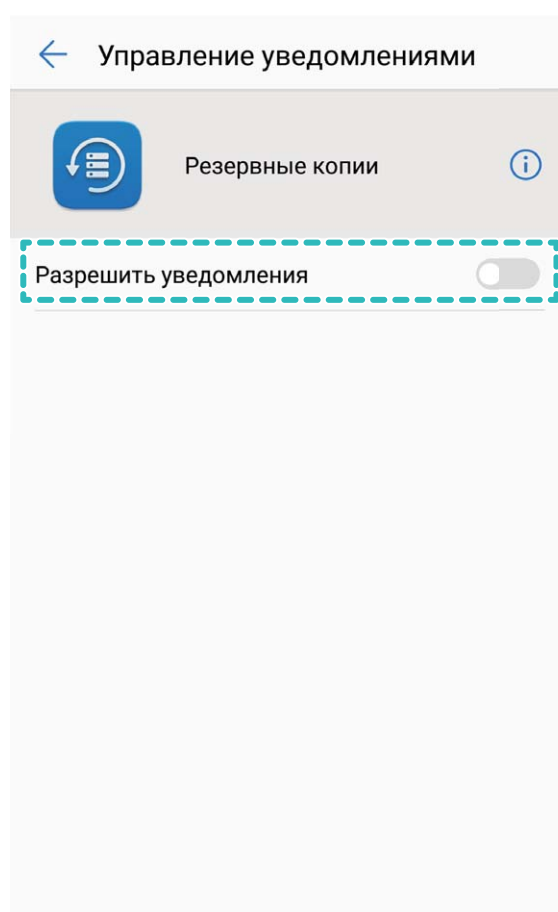 Управление уведомлениями
Резервные копии
Разрешить уведомления